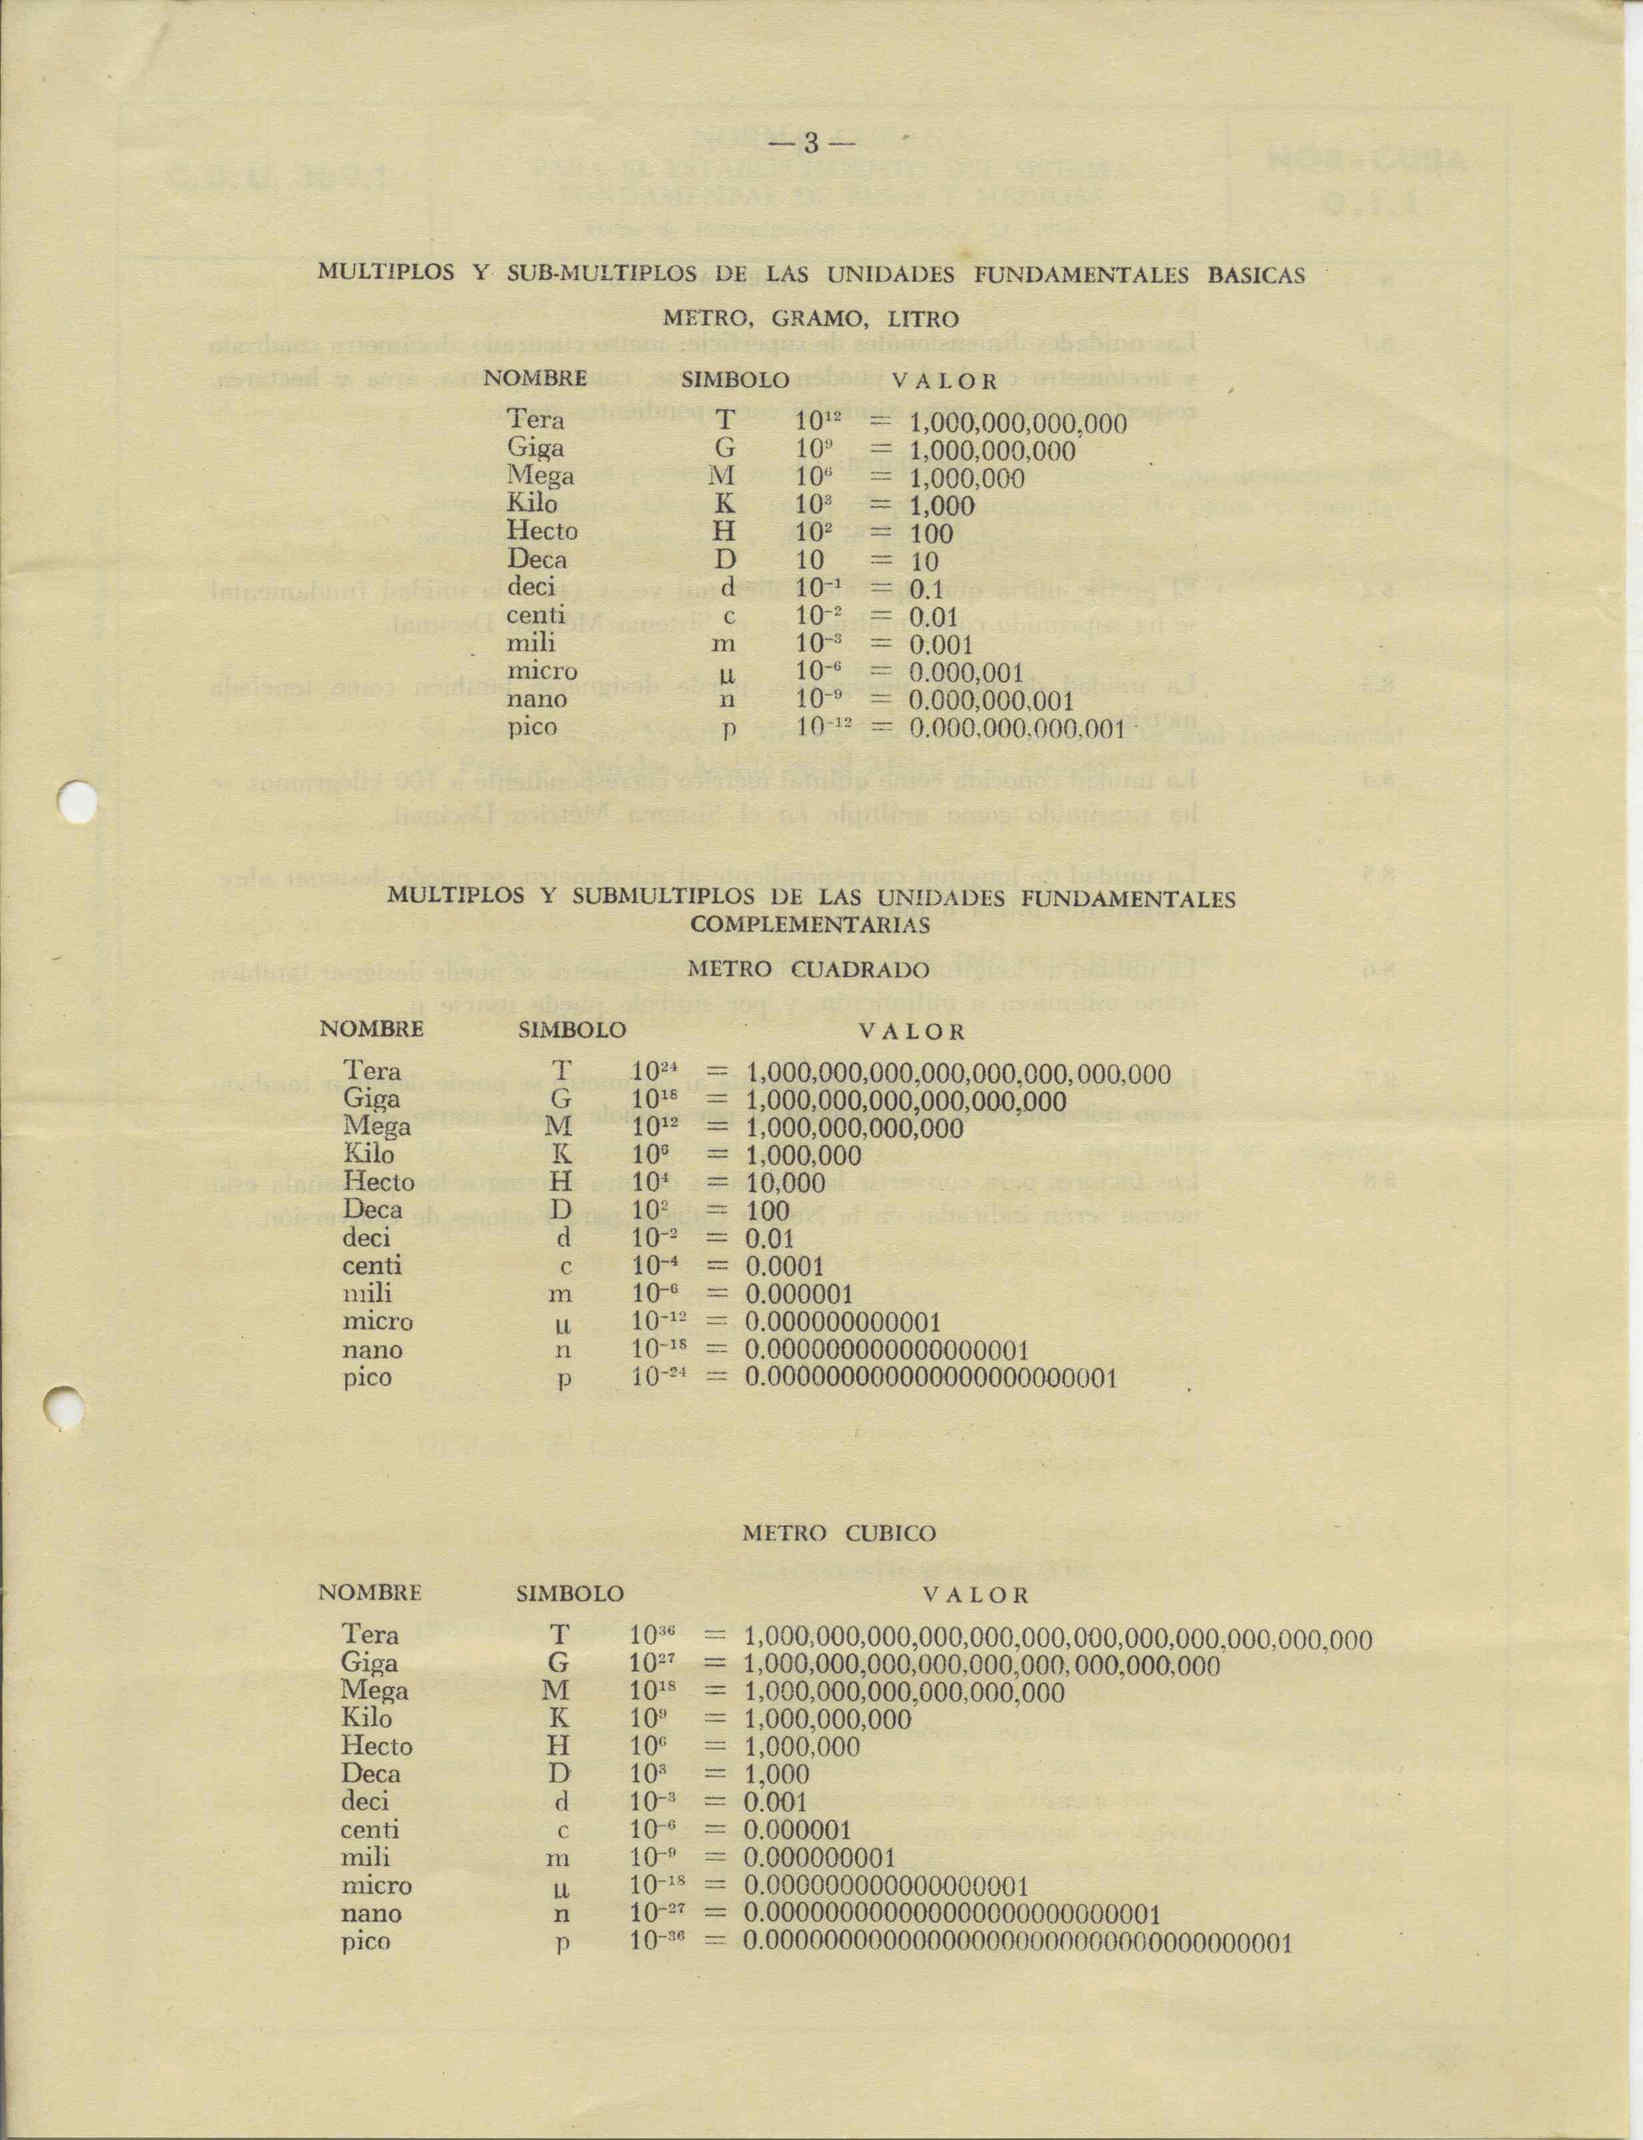 — 3 —
MULTIPLOS Y SUB-MULTIPLOS DE LAS UNIDADES FUNDAMENTALES BASICAS
METRO, GRAMO, LITRO
NOMBRE SIMBOLO VALOR
Tera T 10¹² = 1,000,000,000,000
Giga G 10⁹ = 1,000,000,000
Mega M 10⁶ = 1,000,000
Kilo K 10³ = 1,000
Hecto H 10² = 100
Deca D 10 = 10
deci d 10⁻¹ = 0.1
centi c 10⁻² = 0.01
mili m 10⁻³ = 0.001
micro µ 10⁻⁶ = 0.000,001
nano n 10⁻⁹ = 0.000,000,001
pico p 10⁻¹² = 0.000,000,000,001
MULTIPLOS Y SUBMULTIPLOS DE LAS UNIDADES FUNDAMENTALES
COMPLEMENTARIAS
METRO CUADRADO
NOMBRE SIMBOLO VALOR
Tera T 10²⁴ = 1,000,000,000,000,000,000,000,000
Giga G 10¹⁸ = 1,000,000,000,000,000,000
Mega M 10¹² = 1,000,000,000,000
Kilo K 10⁶ = 1,000,000
Hecto H 10⁴ = 10,000
Deca D 10² = 100
deci d 10⁻² = 0.01
centi c 10⁻⁴ = 0.0001
mili m 10⁻⁶ = 0.000001
micro µ 10⁻¹² = 0.000000000001
nano n 10⁻¹⁸ = 0.000000000000000001
pico p 10⁻²⁴ = 0.000000000000000000000001
METRO CUBICO
NOMBRE SIMBOLO VALOR
Tera T 10³⁶ = 1,000,000,000,000,000,000,000,000,000,000,000,000
Giga G 10²⁷ = 1,000,000,000,000,000,000,000,000,000
Mega M 10¹⁸ = 1,000,000,000,000,000,000
Kilo K 10⁹ = 1,000,000,000
Hecto H 10⁶ = 1,000,000
Deca D 10³ = 1,000
deci d 10⁻³ = 0.001
centi c 10⁻⁶ = 0.000001
mili m 10⁻⁹ = 0.000000001
micro µ 10⁻¹⁸ = 0.000000000000000001
nano n 10⁻²⁷ = 0.000000000000000000000000001
pico p 10⁻³⁶ = 0.000000000000000000000000000000000001